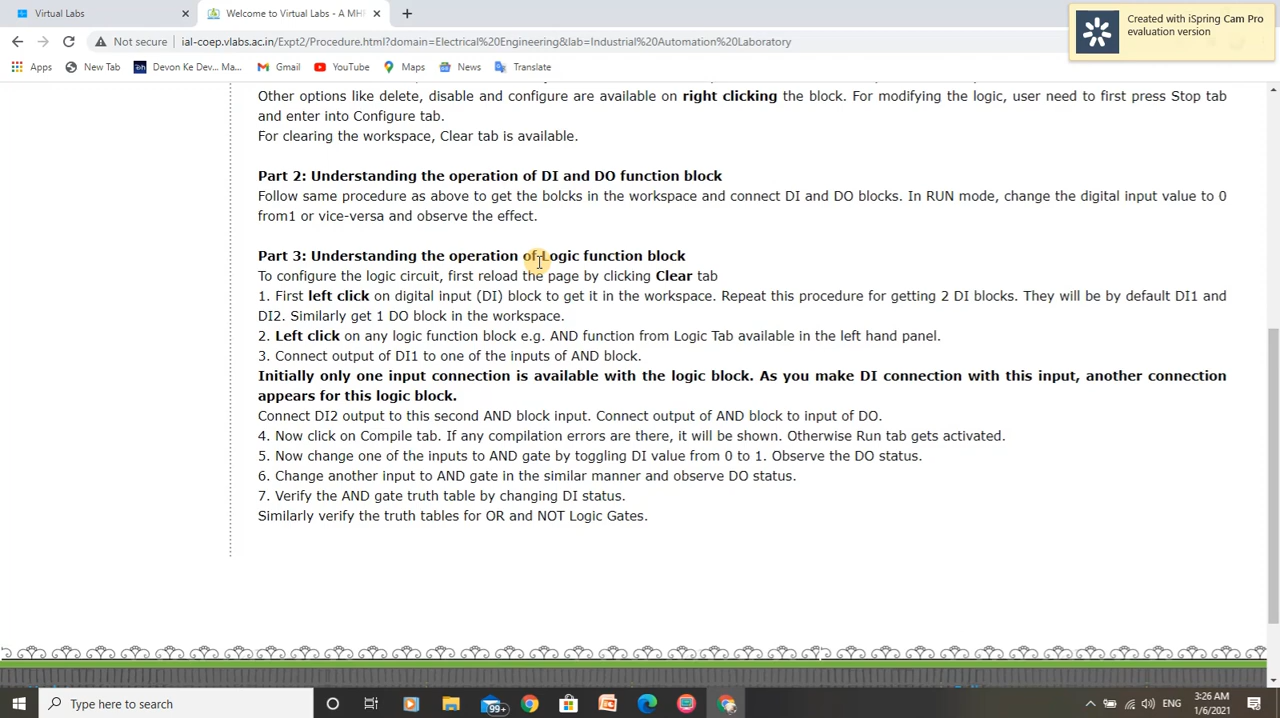 Virtual Labs
Welcome to Virtual Labs - A MHR
Created with iSpring Cam Pro
evaluation version
Not secure
ial-coep.vlabs.ac.in/Expt2/Procedure.html?domain=Electrical%20Engineering&lab=Industrial%20Automation%20Laboratory
Apps New Tab Devon Ke Dev... Ma... Gmail YouTube Maps News Translate
Other options like delete, disable and configure are available on right clicking the block. For modifying the logic, user need to first press Stop tab
and enter into Configure tab.
For clearing the workspace, Clear tab is available.
Part 2: Understanding the operation of DI and DO function block
Follow same procedure as above to get the bolcks in the workspace and connect DI and DO blocks. In RUN mode, change the digital input value to 0
from1 or vice-versa and observe the effect.
Part 3: Understanding the operation of Logic function block
To configure the logic circuit, first reload the page by clicking Clear tab
1. First left click on digital input (DI) block to get it in the workspace. Repeat this procedure for getting 2 DI blocks. They will be by default DI1 and
DI2. Similarly get 1 DO block in the workspace.
2. Left click on any logic function block e.g. AND function from Logic Tab available in the left hand panel.
3. Connect output of DI1 to one of the inputs of AND block.
Initially only one input connection is available with the logic block. As you make DI connection with this input, another connection
appears for this logic block.
Connect DI2 output to this second AND block input. Connect output of AND block to input of DO.
4. Now click on Compile tab. If any compilation errors are there, it will be shown. Otherwise Run tab gets activated.
5. Now change one of the inputs to AND gate by toggling DI value from 0 to 1. Observe the DO status.
6. Change another input to AND gate in the similar manner and observe DO status.
7. Verify the AND gate truth table by changing DI status.
Similarly verify the truth tables for OR and NOT Logic Gates.
Type here to search
99+
ENG
3:26 AM
1/6/2021